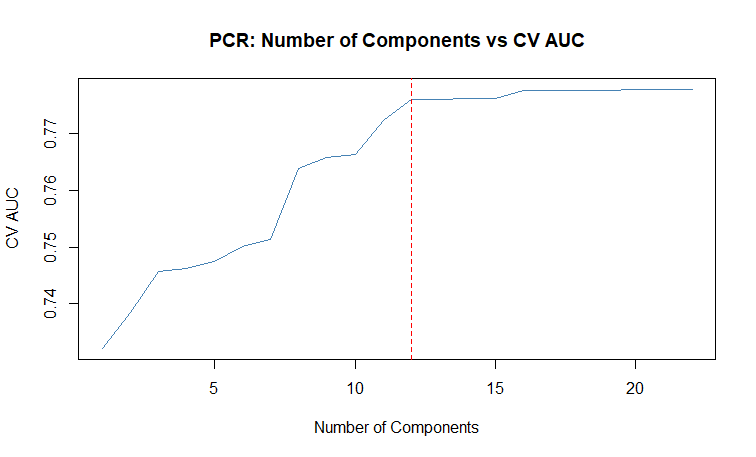 PCR: Number of Components vs CV AUC
0.77
0.76
0.75
0.74
CV AUC
5
10
15
20
Number of Components